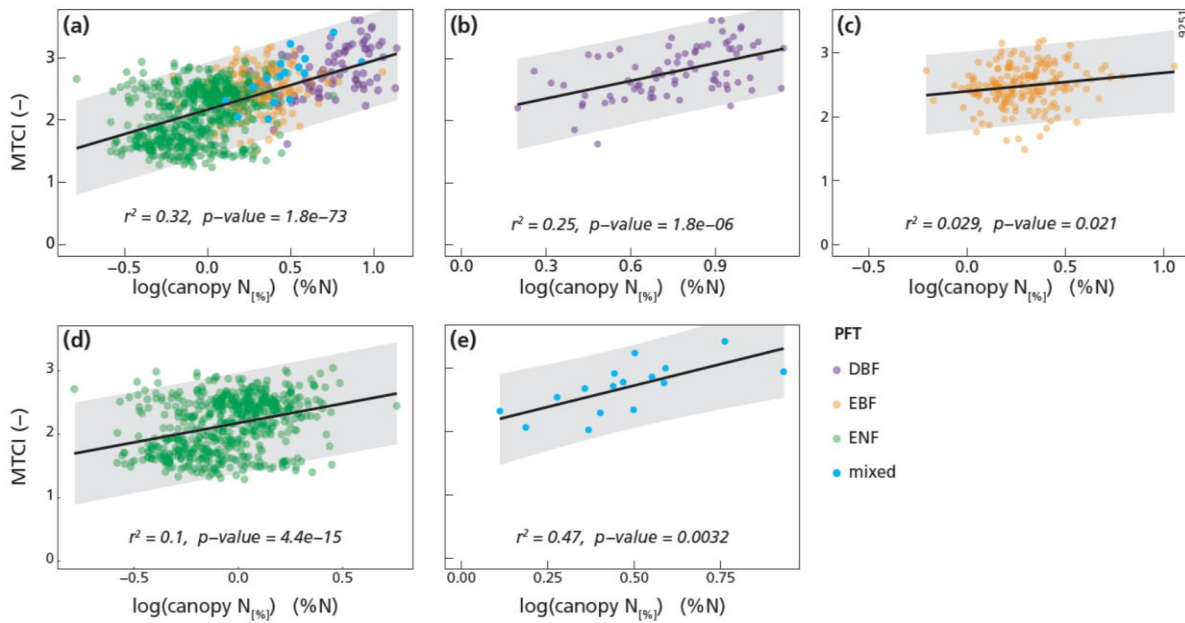 (a)
MTCI (−)
3
2
1
0
r² = 0.32, p−value = 1.8e−73
−0.5 0.0 0.5 1.0
log(canopy N[%]) (%N)
(b)
r² = 0.25, p−value = 1.8e−06
0.0 0.3 0.6 0.9
log(canopy N[%]) (%N)
(c)
9251
3
2
1
0
r² = 0.029, p−value = 0.021
−0.5 0.0 0.5 1.0
log(canopy N[%]) (%N)
(d)
MTCI (−)
3
2
1
0
r² = 0.1, p−value = 4.4e−15
−0.5 0.0 0.5
log(canopy N[%]) (%N)
(e)
r² = 0.47, p−value = 0.0032
0.00 0.25 0.50 0.75
log(canopy N[%]) (%N)
PFT
DBF
EBF
ENF
mixed